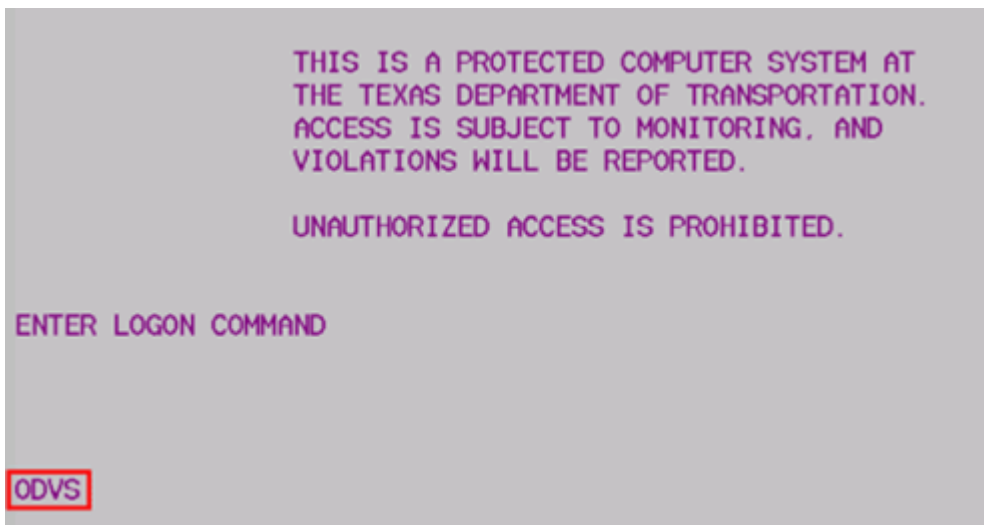 THIS IS A PROTECTED COMPUTER SYSTEM AT
THE TEXAS DEPARTMENT OF TRANSPORTATION.
ACCESS IS SUBJECT TO MONITORING, AND
VIOLATIONS WILL BE REPORTED.
UNAUTHORIZED ACCESS IS PROHIBITED.
ENTER LOGON COMMAND
ODVS